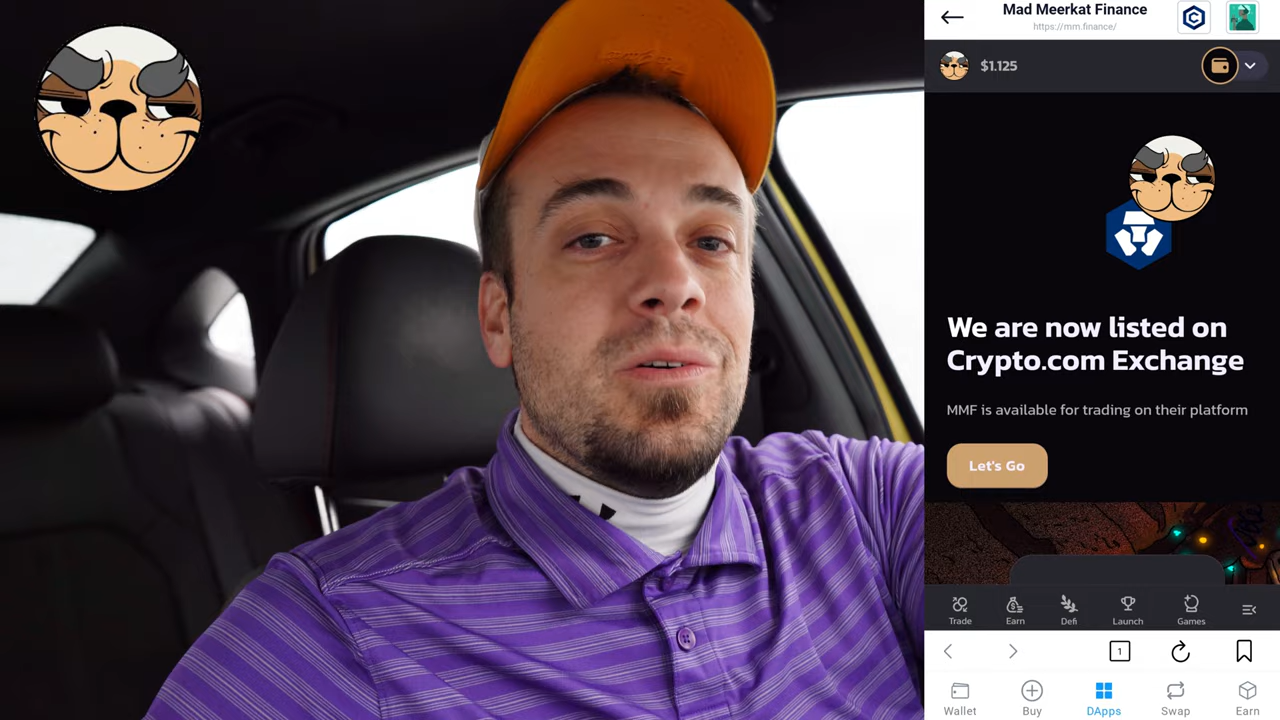 Mad Meerkat Finance
https://mm.finance/
$1.125
We are now listed on
Crypto.com Exchange
MMF is available for trading on their platform
Let's Go
Trade
Earn
Defi
Launch
Games
1
Wallet
Buy
DApps
Swap
Earn